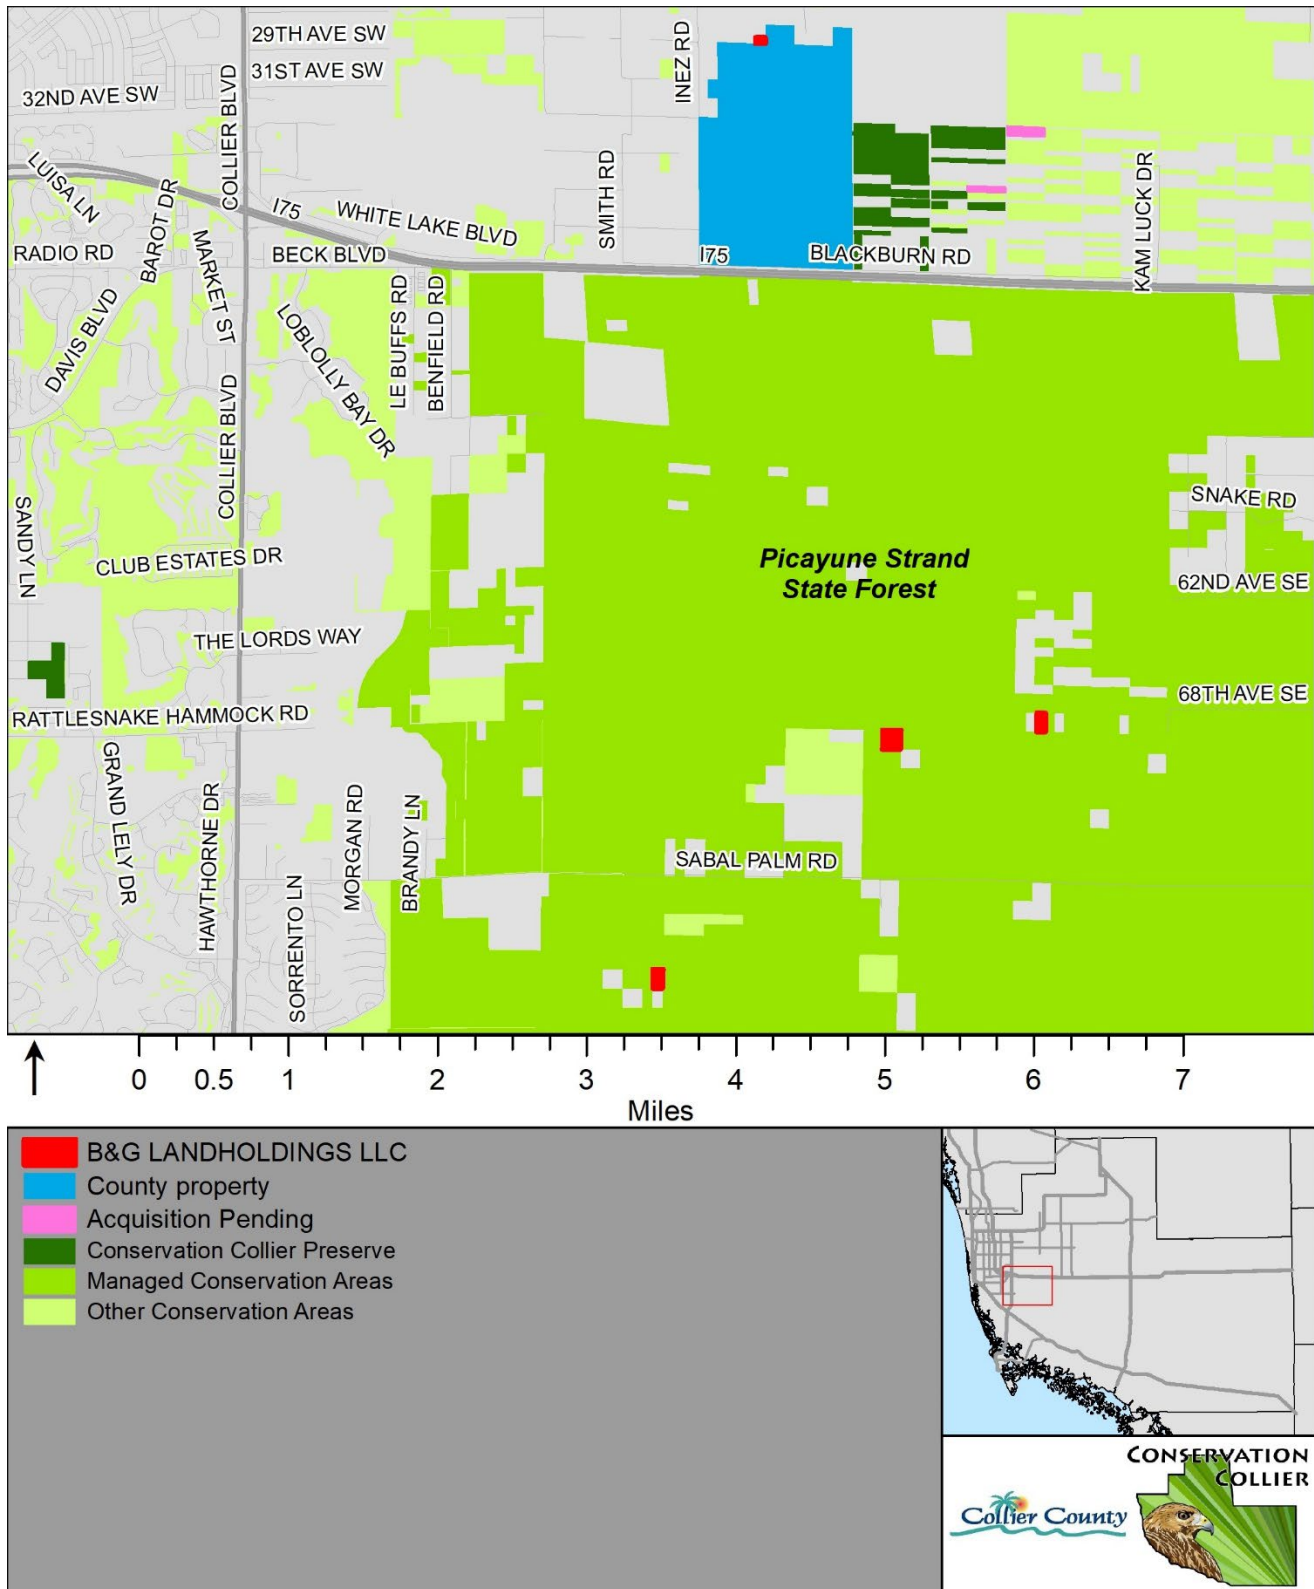 29TH AVE SW
31ST AVE SW
32ND AVE SW
COLLIER BLVD
INEZ RD
LUISA LN
BAROT DR
I75
WHITE LAKE BLVD
SMITH RD
KAM LUCK DR
RADIO RD
MARKET ST
BECK BLVD
I75
BLACKBURN RD
DAVIS BLVD
LOBLOLLY BAY DR
LE BUFFS RD
BENFIELD RD
COLLIER BLVD
SANDY LN
SNAKE RD
CLUB ESTATES DR
Picayune Strand
State Forest
62ND AVE SE
THE LORDS WAY
68TH AVE SE
RATTLESNAKE HAMMOCK RD
GRAND LELY DR
HAWTHORNE DR
MORGAN RD
BRANDY LN
SABAL PALM RD
SORRENTO LN
0 0.5 1 2 3 4 5 6 7
Miles
B&G LANDHOLDINGS LLC
County property
Acquisition Pending
Conservation Collier Preserve
Managed Conservation Areas
Other Conservation Areas
CONSERVATION
COLLIER
Collier County